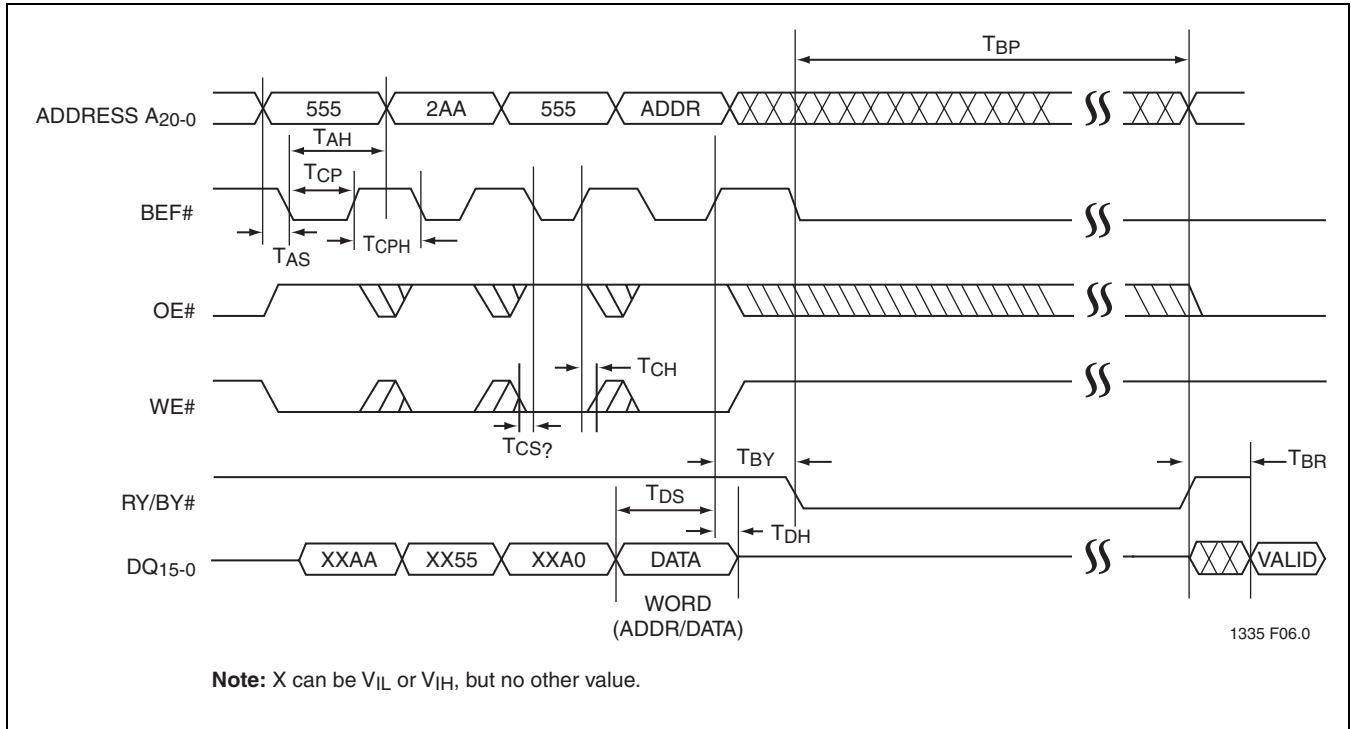 TBP
ADDRESS A20-0
555 2AA 555 ADDR
TAH
TCP
BEF#
TAS
TCPH
OE#
TCH
WE#
TCS?
TBY
TBR
RY/BY#
TDS
TDH
DQ15-0
XXAA XX55 XXA0 DATA VALID
WORD
(ADDR/DATA)
1335 F06.0
Note: X can be VIL or VIH, but no other value.